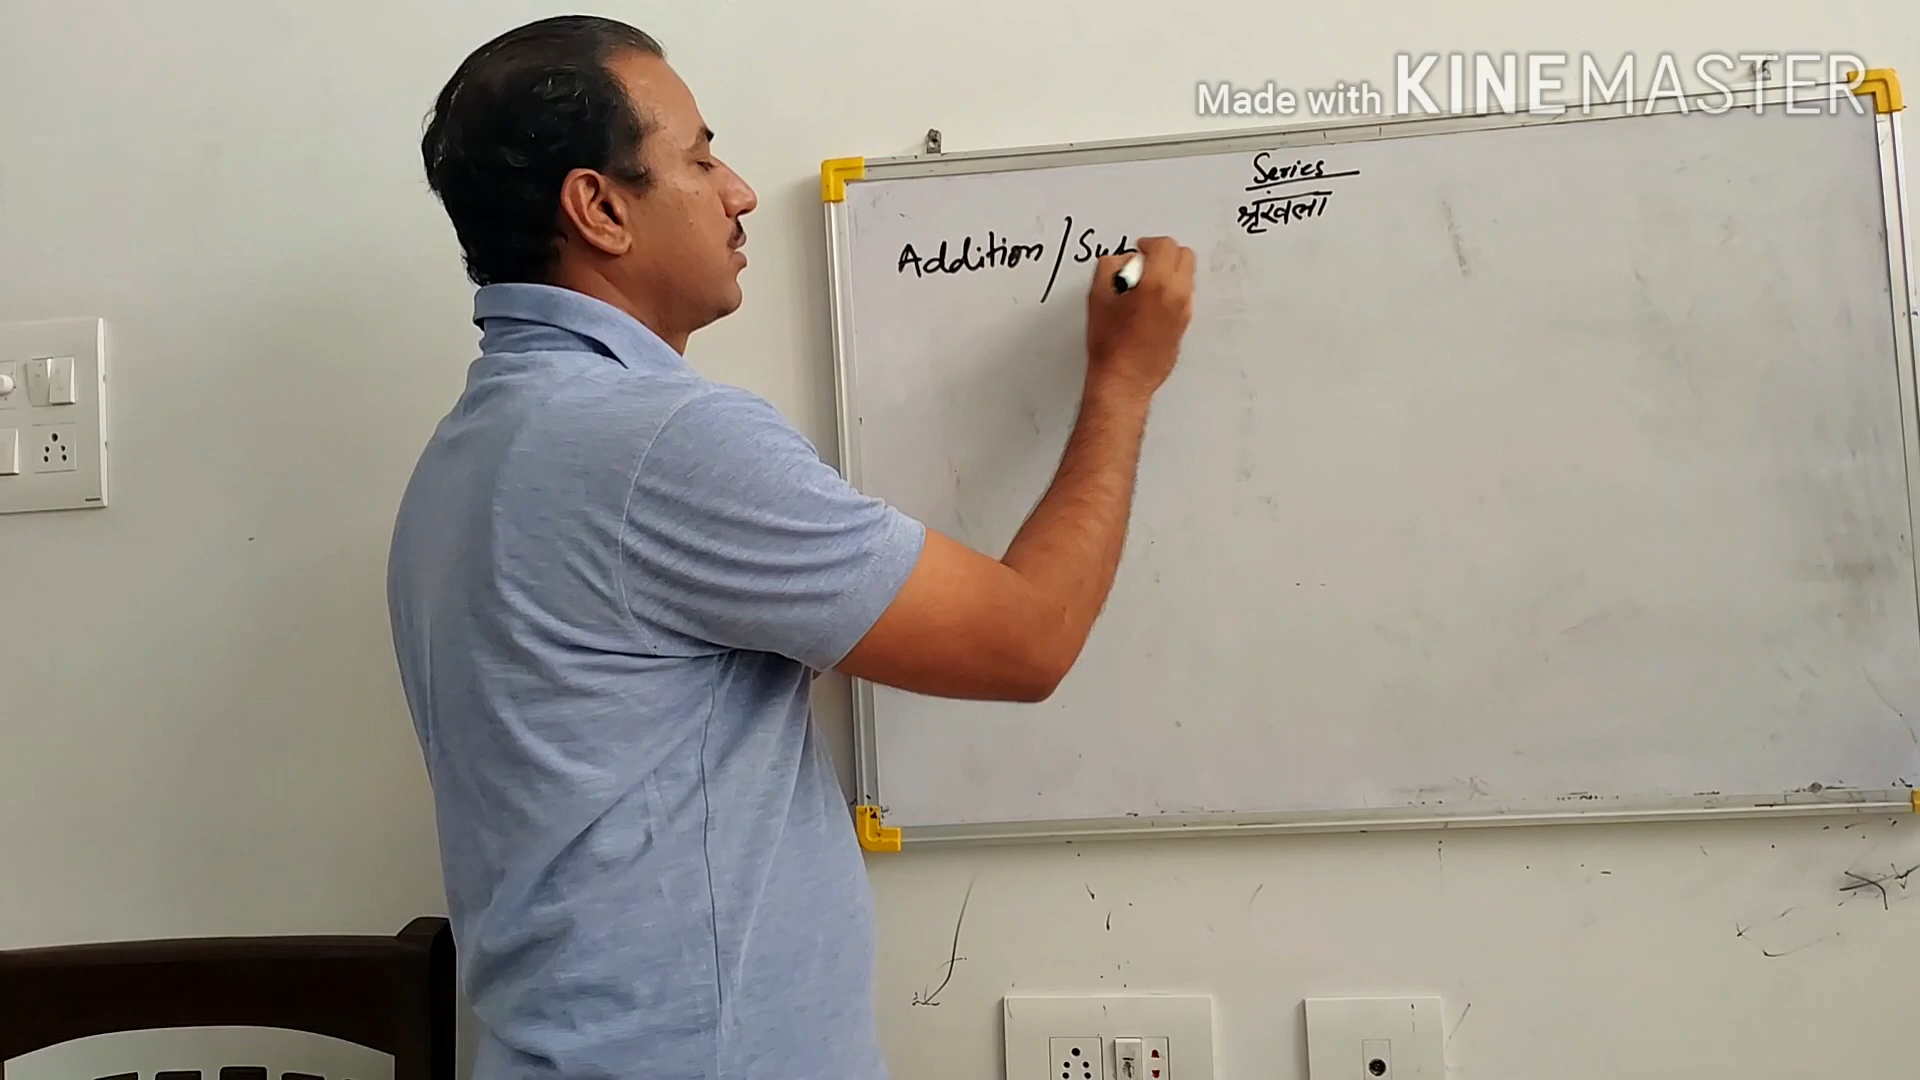 Made with KINEMASTER
Series
श्रृंखला
Addition / Sub